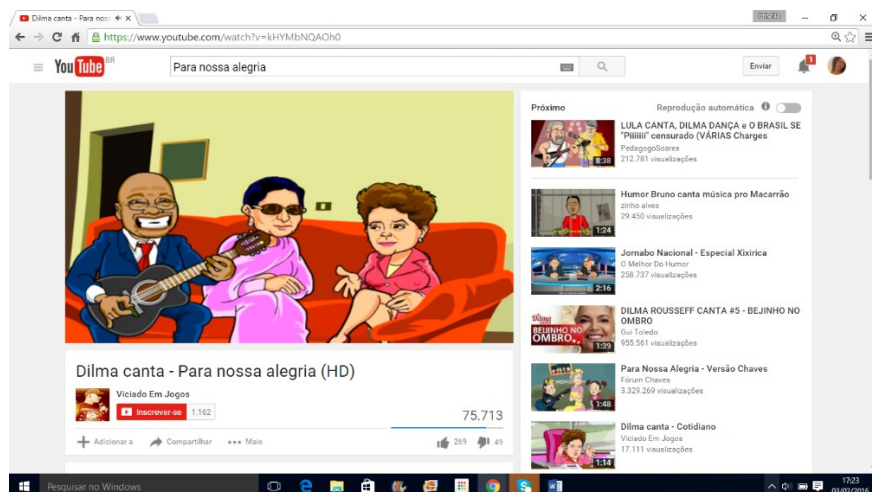 Dilma canta - Para nos:
https://www.youtube.com/watch?v=kHYMbNQAOh0
YouTube BR
Para nossa alegria
Enviar
1
Dilma canta - Para nossa alegria (HD)
Viciado Em Jogos
Inscrever-se 1.162
75.713
Adicionar a Compartilhar Mais
269 49
Próximo
Reprodução automática
LULA CANTA, DILMA DANÇA e O BRASIL SE
"Piiiiiii" censurado (VÁRIAS Charges
PedagogoSoares
212.781 visualizações
8:38
Humor Bruno canta música pro Macarrão
zinho alves
29.450 visualizações
1:24
Jornabo Nacional - Especial Xixirica
O Melhor Do Humor
258.737 visualizações
2:16
DILMA ROUSSEFF CANTA #5 - BEJINHO NO
OMBRO
Gui Toledo
955.561 visualizações
Dilma
BEIJINHO NO
OMBRO
1:39
Para Nossa Alegria - Versão Chaves
Fórum Chaves
3.329.269 visualizações
1:48
Dilma canta - Cotidiano
Viciado Em Jogos
17.111 visualizações
1:14
Pesquisar no Windows
17:23
03/02/2016